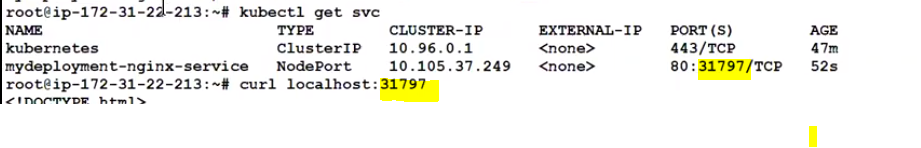 root@ip-172-31-22-213:~# kubectl get svc
NAME TYPE CLUSTER-IP EXTERNAL-IP PORT(S) AGE
kubernetes ClusterIP 10.96.0.1 <none> 443/TCP 47m
mydeployment-nginx-service NodePort 10.105.37.249 <none> 80:31797/TCP 52s
root@ip-172-31-22-213:~# curl localhost:31797
<!DOCTYPE html>